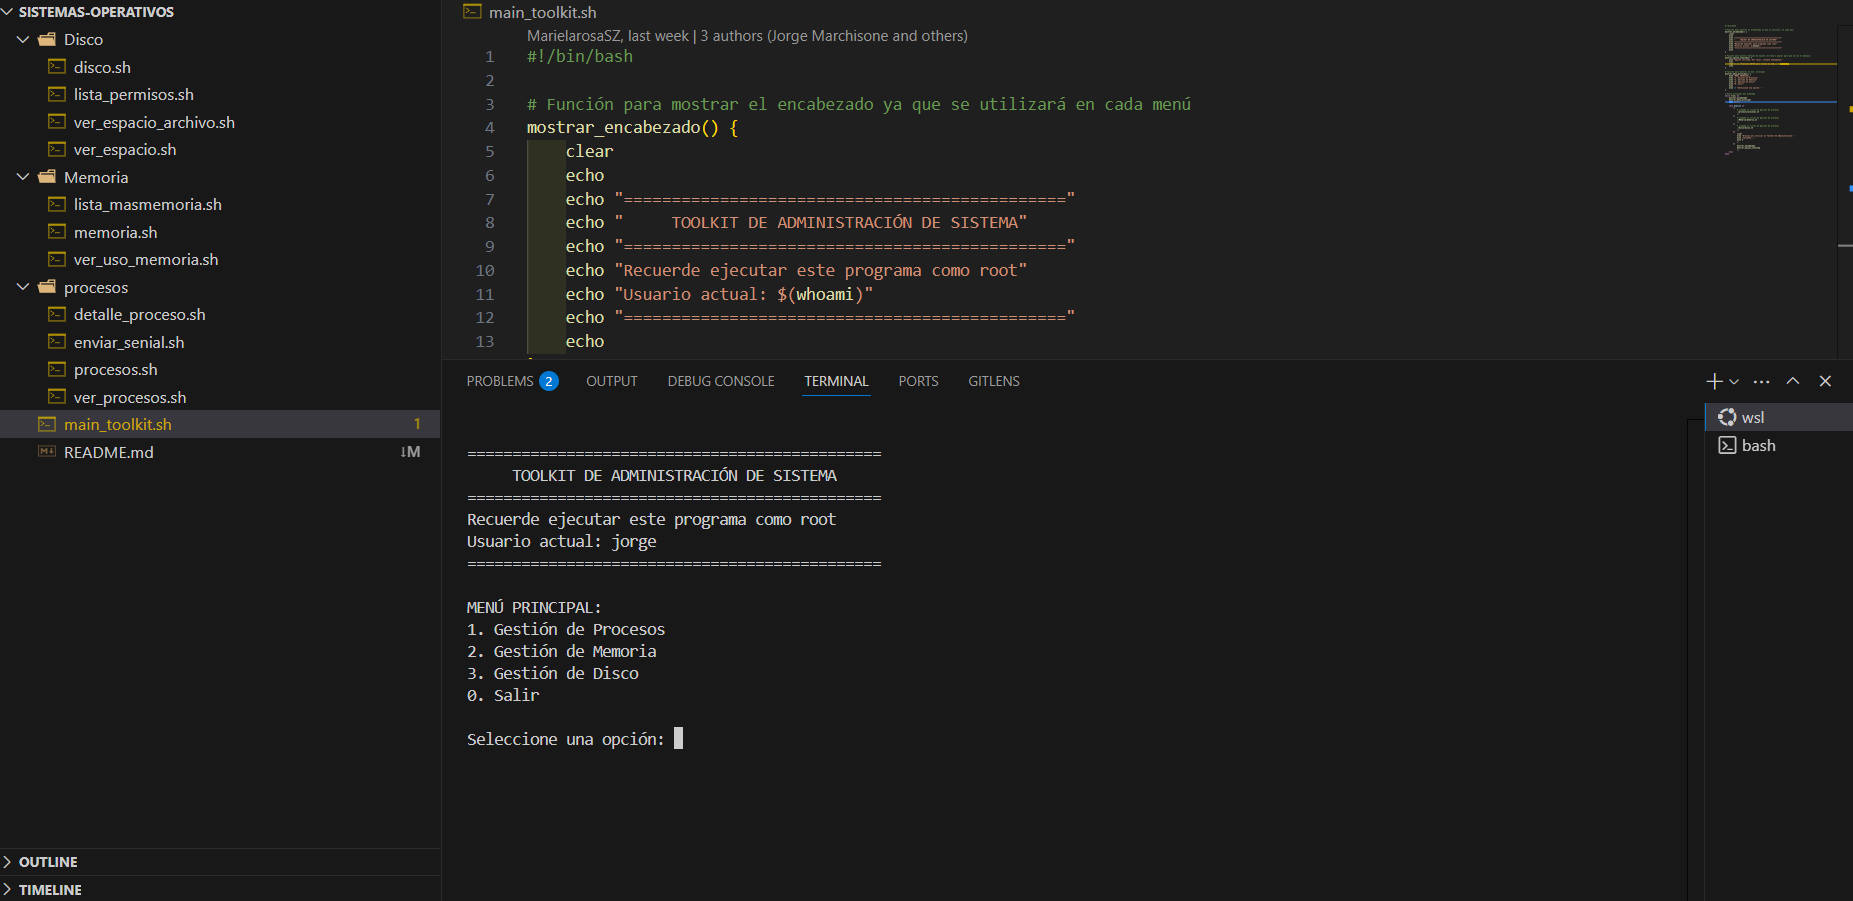 SISTEMAS-OPERATIVOS
Disco
disco.sh
lista_permisos.sh
ver_espacio_archivo.sh
ver_espacio.sh
Memoria
lista_masmemoria.sh
memoria.sh
ver_uso_memoria.sh
procesos
detalle_proceso.sh
enviar_senial.sh
procesos.sh
ver_procesos.sh
main_toolkit.sh 1
README.md ↓M
OUTLINE
TIMELINE
main_toolkit.sh
MarielarosaSZ, last week | 3 authors (Jorge Marchisone and others)
1 #!/bin/bash
2
3 # Función para mostrar el encabezado ya que se utilizará en cada menú
4 mostrar_encabezado() {
5 clear
6 echo
7 echo "=============================================="
8 echo "     TOOLKIT DE ADMINISTRACIÓN DE SISTEMA"
9 echo "=============================================="
10 echo "Recuerde ejecutar este programa como root"
11 echo "Usuario actual: $(whoami)"
12 echo "=============================================="
13 echo
PROBLEMS 2 OUTPUT DEBUG CONSOLE TERMINAL PORTS GITLENS
==============================================
TOOLKIT DE ADMINISTRACIÓN DE SISTEMA
==============================================
Recuerde ejecutar este programa como root
Usuario actual: jorge
==============================================
MENÚ PRINCIPAL:
1. Gestión de Procesos
2. Gestión de Memoria
3. Gestión de Disco
0. Salir
Seleccione una opción:
wsl
bash